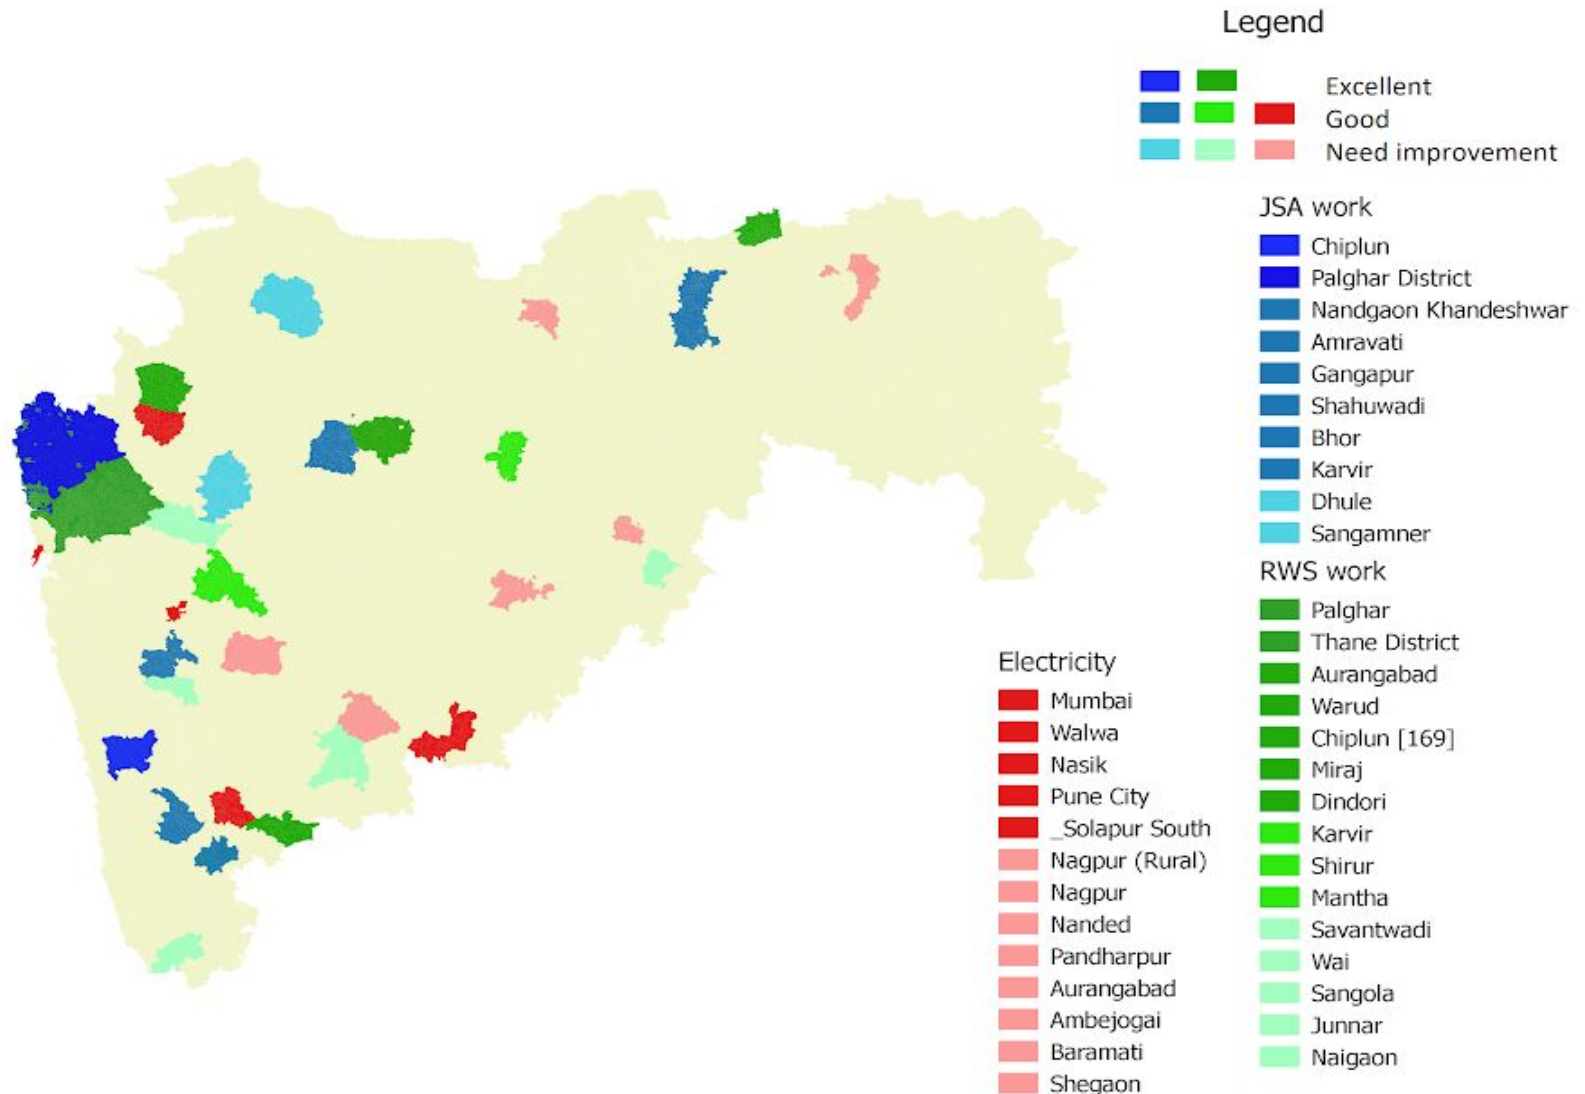 Legend
Excellent
Good
Need improvement
JSA work
Chiplun
Palghar District
Nandgaon Khandeshwar
Amravati
Gangapur
Shahuwadi
Bhor
Karvir
Dhule
Sangamner
RWS work
Palghar
Thane District
Aurangabad
Warud
Chiplun [169]
Miraj
Dindori
Karvir
Shirur
Mantha
Savantwadi
Wai
Sangola
Junnar
Naigaon
Electricity
Mumbai
Walwa
Nasik
Pune City
_Solapur South
Nagpur (Rural)
Nagpur
Nanded
Pandharpur
Aurangabad
Ambejogai
Baramati
Shegaon